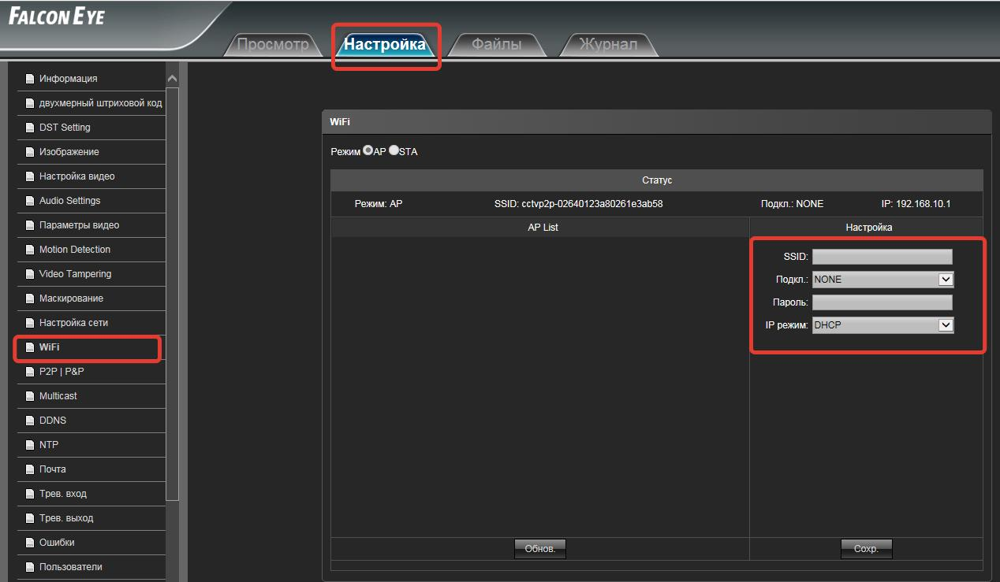 FALCON EYE
Просмотр Настройка Файлы Журнал
Информация
двухмерный штриховой код
DST Setting
Изображение
Настройка видео
Audio Settings
Параметры видео
Motion Detection
Video Tampering
Маскирование
Настройка сети
WiFi
P2P | P&P
Multicast
DDNS
NTP
Почта
Трев. вход
Трев. выход
Ошибки
Пользователи
WiFi
Режим AP STA
Статус
Режим: AP SSID: cctvp2p-02640123a80261e3ab58 Подкл.: NONE IP: 192.168.10.1
AP List Настройка
SSID:
Подкл.: NONE
Пароль:
IP режим: DHCP
Обнов. Сохр.